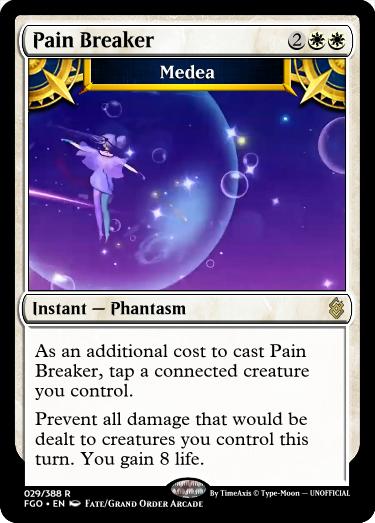 Pain Breaker 2
Medea
Instant — Phantasm
As an additional cost to cast Pain
Breaker, tap a connected creature
you control.
Prevent all damage that would be
dealt to creatures you control this
turn. You gain 8 life.
029/388 R
FGO • EN Fate/Grand Order Arcade
By TimeAxis © Type-Moon — UNOFFICIAL